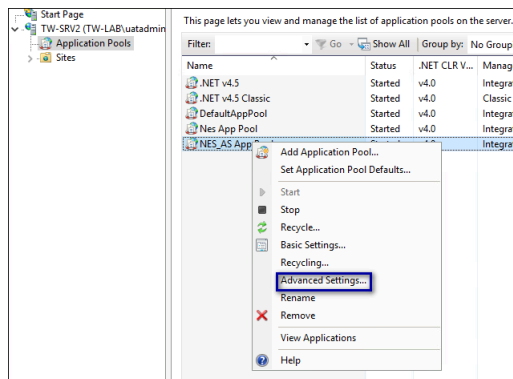 Start Page
TW-SRV2 (TW-LAB\uatadmin
Application Pools
Sites
This page lets you view and manage the list of application pools on the server.
Filter: Go Show All Group by: No Group
Name Status .NET CLR V... Manag
.NET v4.5 Started v4.0 Integra
.NET v4.5 Classic Started v4.0 Classic
DefaultAppPool Started v4.0 Integra
Nes App Pool Started v4.0 Integra
NES_AS App Integra
Add Application Pool...
Set Application Pool Defaults...
Start
Stop
Recycle...
Basic Settings...
Recycling...
Advanced Settings...
Rename
Remove
View Applications
Help